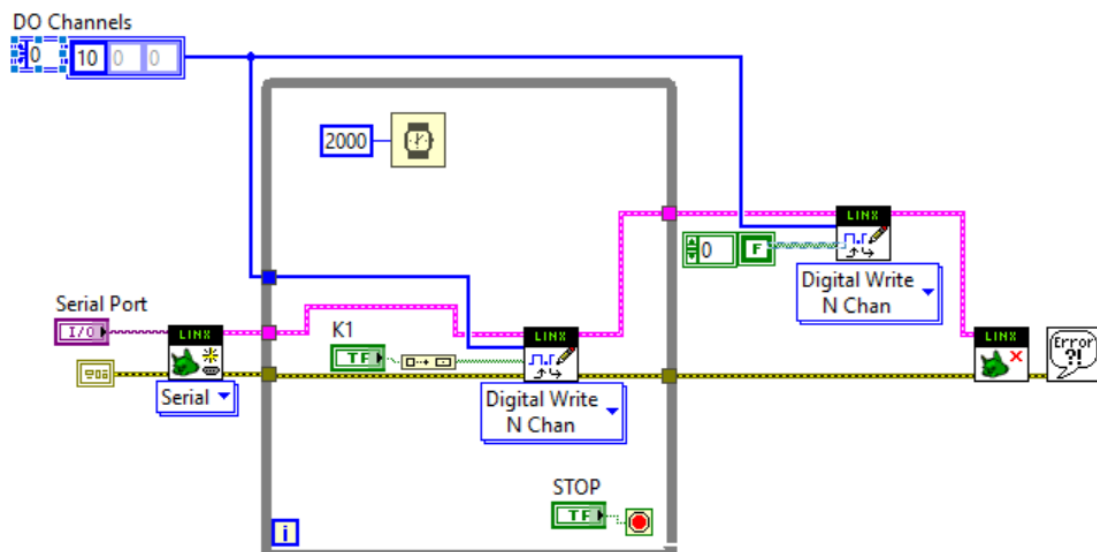 DO Channels
0 10 0 0
2000
LINX
0 F
Digital Write
N Chan
Serial Port
I/O
LINX
Serial
K1
TF
LINX
Digital Write
N Chan
LINX
Error
?!
STOP
TF
i